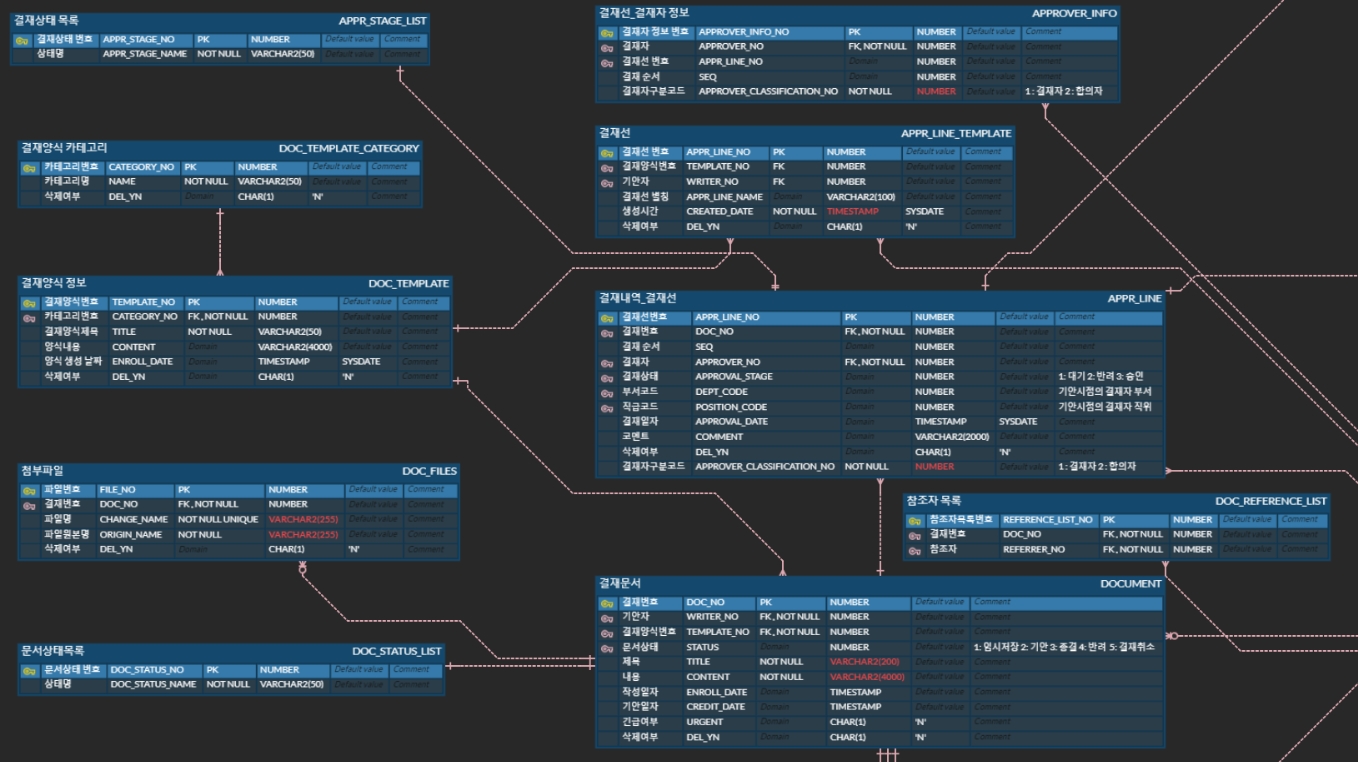 결재상태 목록 APPR_STAGE_LIST
결재상태 번호 APPR_STAGE_NO PK NUMBER Default value Comment
상태명 APPR_STAGE_NAME NOT NULL VARCHAR2(50) Default value Comment
결재양식 카테고리 DOC_TEMPLATE_CATEGORY
카테고리번호 CATEGORY_NO PK NUMBER Default value Comment
카테고리명 NAME NOT NULL VARCHAR2(50) Default value Comment
삭제여부 DEL_YN Domain CHAR(1) 'N' Comment
결재양식 정보 DOC_TEMPLATE
결재양식번호 TEMPLATE_NO PK NUMBER Default value Comment
카테고리번호 CATEGORY_NO FK, NOT NULL NUMBER Default value Comment
결재양식제목 TITLE NOT NULL VARCHAR2(50) Default value Comment
양식내용 CONTENT Domain VARCHAR2(4000) Default value Comment
양식 생성 날짜 ENROLL_DATE Domain TIMESTAMP SYSDATE Comment
삭제여부 DEL_YN Domain CHAR(1) 'N' Comment
첨부파일 DOC_FILES
파일번호 FILE_NO PK NUMBER Default value Comment
결재번호 DOC_NO FK, NOT NULL NUMBER Default value Comment
파일명 CHANGE_NAME NOT NULL UNIQUE VARCHAR2(255) Default value Comment
파일원본명 ORIGIN_NAME NOT NULL VARCHAR2(255) Default value Comment
삭제여부 DEL_YN Domain CHAR(1) 'N' Comment
문서상태목록 DOC_STATUS_LIST
문서상태 번호 DOC_STATUS_NO PK NUMBER Default value Comment
상태명 DOC_STATUS_NAME NOT NULL VARCHAR2(50) Default value Comment
결재선_결재자 정보 APPROVER_INFO
결재자 정보 번호 APPROVER_INFO_NO PK NUMBER Default value Comment
결재자 APPROVER_NO FK, NOT NULL NUMBER Default value Comment
결재선 번호 APPR_LINE_NO Domain NUMBER Default value Comment
결재 순서 SEQ Domain NUMBER Default value Comment
결재자구분코드 APPROVER_CLASSIFICATION_NO NOT NULL NUMBER Default value 1 : 결재자 2 : 합의자
결재선 APPR_LINE_TEMPLATE
결재선 번호 APPR_LINE_NO PK NUMBER Default value Comment
결재양식번호 TEMPLATE_NO FK NUMBER Default value Comment
기안자 WRITER_NO FK NUMBER Default value Comment
결재선 별칭 APPR_LINE_NAME Domain VARCHAR2(100) Default value Comment
생성시간 CREATED_DATE NOT NULL TIMESTAMP SYSDATE Comment
삭제여부 DEL_YN Domain CHAR(1) 'N' Comment
결재내역_결재선 APPR_LINE
결재선번호 APPR_LINE_NO PK NUMBER Default value Comment
결재번호 DOC_NO FK, NOT NULL NUMBER Default value Comment
결재 순서 SEQ Domain NUMBER Default value Comment
결재자 APPROVER_NO FK, NOT NULL NUMBER Default value Comment
결재상태 APPROVAL_STAGE Domain NUMBER Default value 1: 대기 2: 반려 3: 승인
부서코드 DEPT_CODE Domain NUMBER Default value 기안시점의 결재자 부서
직급코드 POSITION_CODE Domain NUMBER Default value 기안시점의 결재자 직위
결재일자 APPROVAL_DATE Domain TIMESTAMP SYSDATE Comment
코멘트 COMMENT Domain VARCHAR2(2000) Default value Comment
삭제여부 DEL_YN Domain CHAR(1) 'N' Comment
결재자구분코드 APPROVER_CLASSIFICATION_NO NOT NULL NUMBER Default value 1 : 결재자 2 : 합의자
참조자 목록 DOC_REFERENCE_LIST
참조자목록번호 REFERENCE_LIST_NO PK NUMBER Default value Comment
결재번호 DOC_NO FK, NOT NULL NUMBER Default value Comment
참조자 REFERRER_NO FK, NOT NULL NUMBER Default value Comment
결재문서 DOCUMENT
결재번호 DOC_NO PK NUMBER Default value Comment
기안자 WRITER_NO FK, NOT NULL NUMBER Default value Comment
결재양식번호 TEMPLATE_NO FK, NOT NULL NUMBER Default value Comment
문서상태 STATUS Domain NUMBER Default value 1: 임시저장 2: 기안 3: 종결 4: 반려 5: 결재취소
제목 TITLE NOT NULL VARCHAR2(200) Default value Comment
내용 CONTENT NOT NULL VARCHAR2(4000) Default value Comment
작성일자 ENROLL_DATE Domain TIMESTAMP Default value Comment
기안일자 CREDIT_DATE Domain TIMESTAMP Default value Comment
긴급여부 URGENT Domain CHAR(1) 'N' Comment
삭제여부 DEL_YN Domain CHAR(1) 'N' Comment